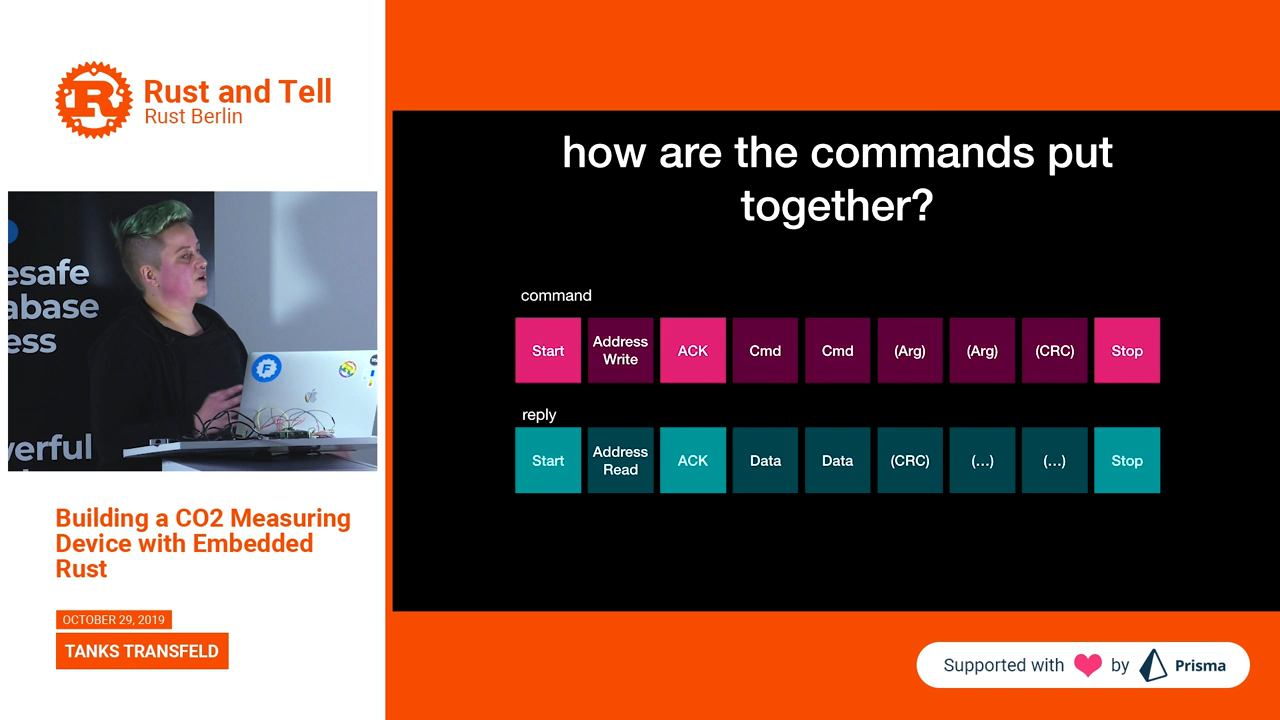 Rust and Tell
Rust Berlin
how are the commands put
together?
esafe
abase
ess
verful
command
Start
Address
Write
ACK
Cmd
Cmd
(Arg)
(Arg)
(CRC)
Stop
reply
Start
Address
Read
ACK
Data
Data
(CRC)
(...)
(...)
Stop
Building a CO2 Measuring
Device with Embedded
Rust
OCTOBER 29, 2019
TANKS TRANSFELD
Supported with by Prisma